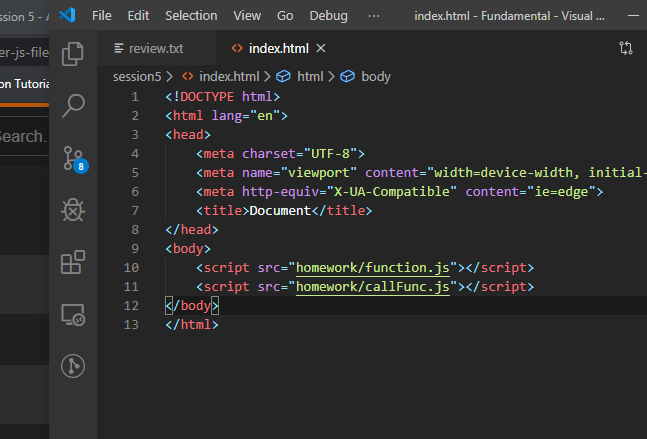 ssion 5 - A
File Edit Selection View Go Debug ··· index.html - Fundamental - Visual ...
er-js-file
review.txt index.html
on Tutoria
session5 > index.html > html > body
Search.
8
1 <!DOCTYPE html>
2 <html lang="en">
3 <head>
4 <meta charset="UTF-8">
5 <meta name="viewport" content="width=device-width, initial-
6 <meta http-equiv="X-UA-Compatible" content="ie=edge">
7 <title>Document</title>
8 </head>
9 <body>
10 <script src="homework/function.js"></script>
11 <script src="homework/callFunc.js"></script>
12 </body>
13 </html>